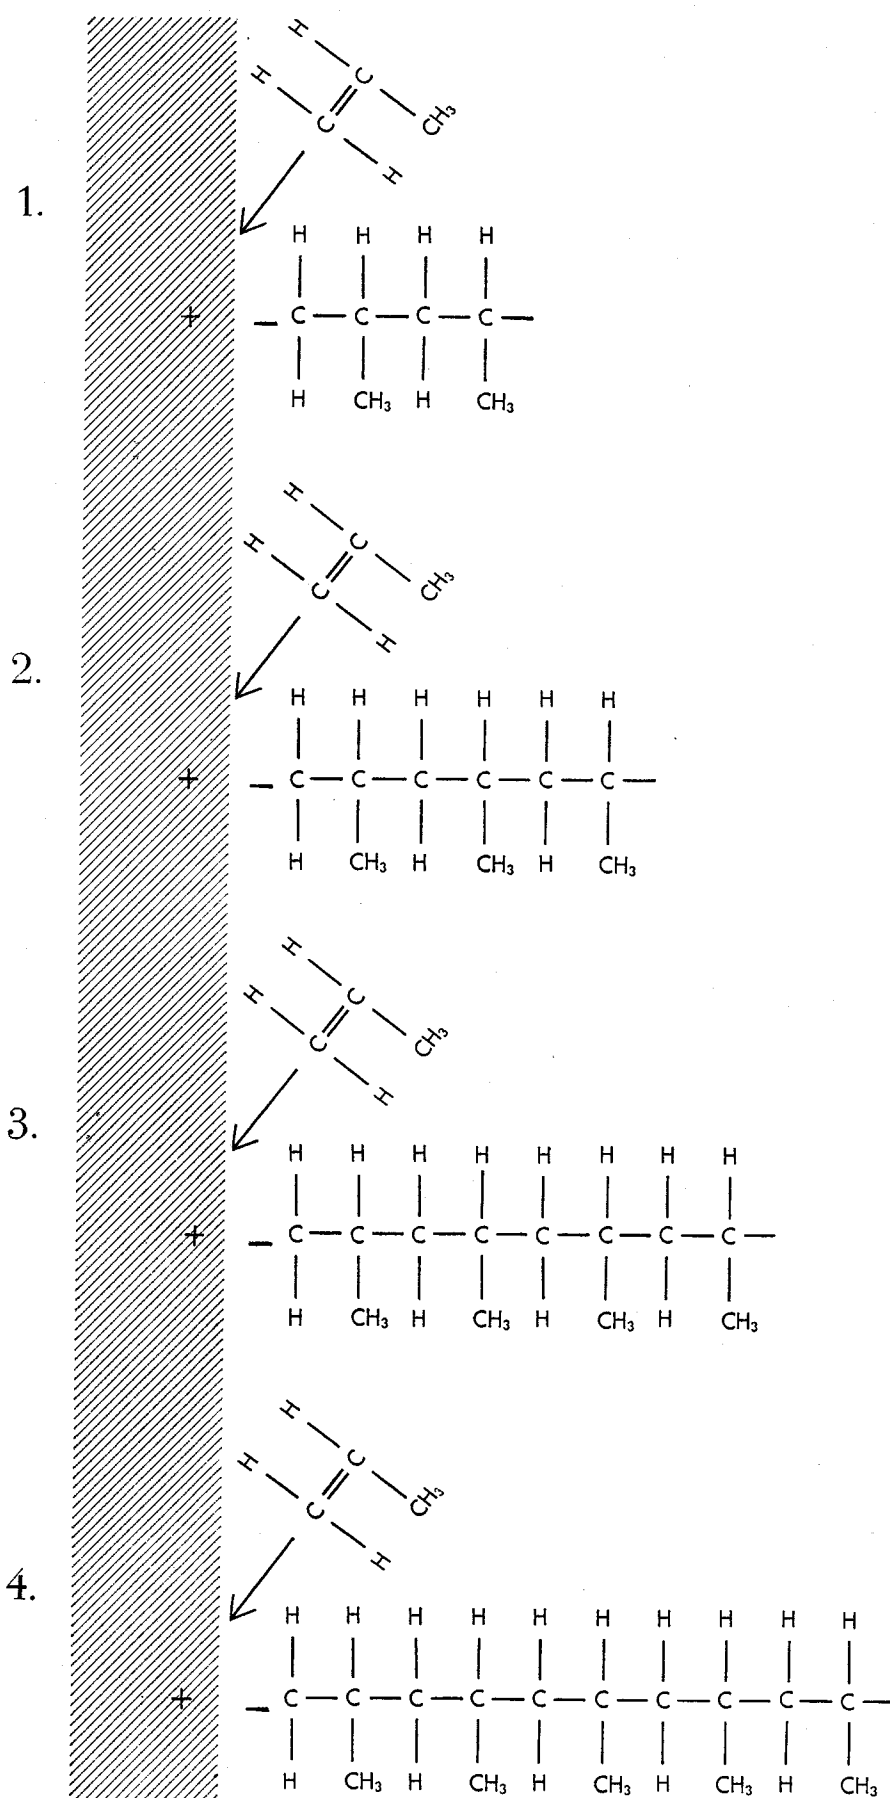 H
H C
C CH₃
H
1.
H H H H
+ – C — C — C — C —
H CH₃ H CH₃
H
H C
C CH₃
H
2.
H H H H H H
+ – C — C — C — C — C — C —
H CH₃ H CH₃ H CH₃
H
H C
C CH₃
H
3.
H H H H H H H H
+ – C — C — C — C — C — C — C — C —
H CH₃ H CH₃ H CH₃ H CH₃
H
H C
C CH₃
H
4.
H H H H H H H H H H
+ – C — C — C — C — C — C — C — C — C — C —
H CH₃ H CH₃ H CH₃ H CH₃ H CH₃